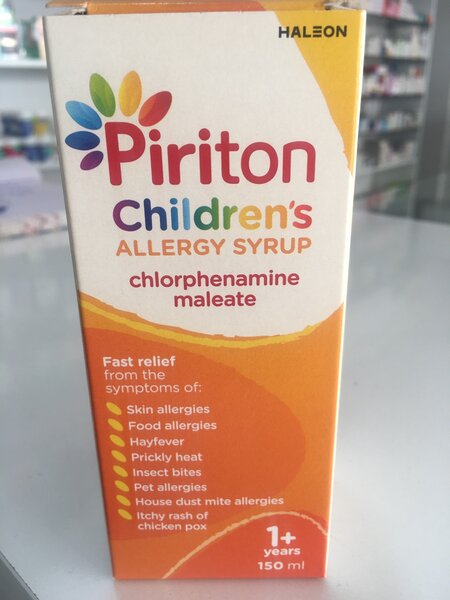 HALEON
Piriton
Children's
ALLERGY SYRUP
chlorphenamine
maleate
Fast relief
from the
symptoms of:
Skin allergies
Food allergies
Hayfever
Prickly heat
Insect bites
Pet allergies
House dust mite allergies
Itchy rash of
chicken pox
1+
years
150 ml